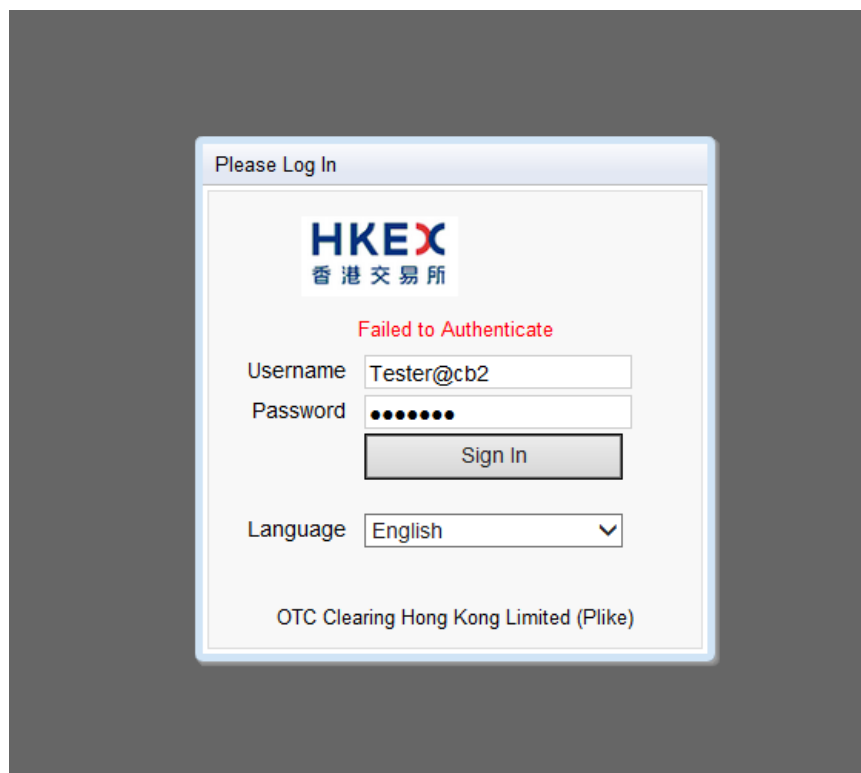 Please Log In
HKEX
香港交易所
Failed to Authenticate
Username Tester@cb2
Password •••••••
Sign In
Language English
OTC Clearing Hong Kong Limited (Plike)